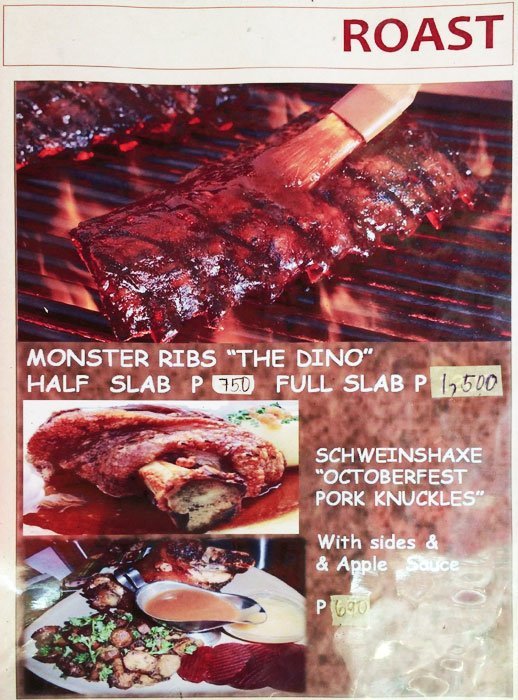 ROAST
MONSTER RIBS "THE DINO"
HALF SLAB P 750 FULL SLAB P 1,500
SCHWEINSHAXE
"OCTOBERFEST
PORK KNUCKLES"
With sides &
& Apple Sauce
P 690